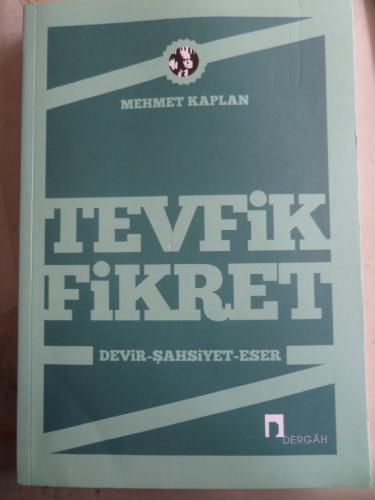 MEHMET KAPLAN
TEVFİK
FİKRET
DEVİR-ŞAHSİYET-ESER
DERGÂH